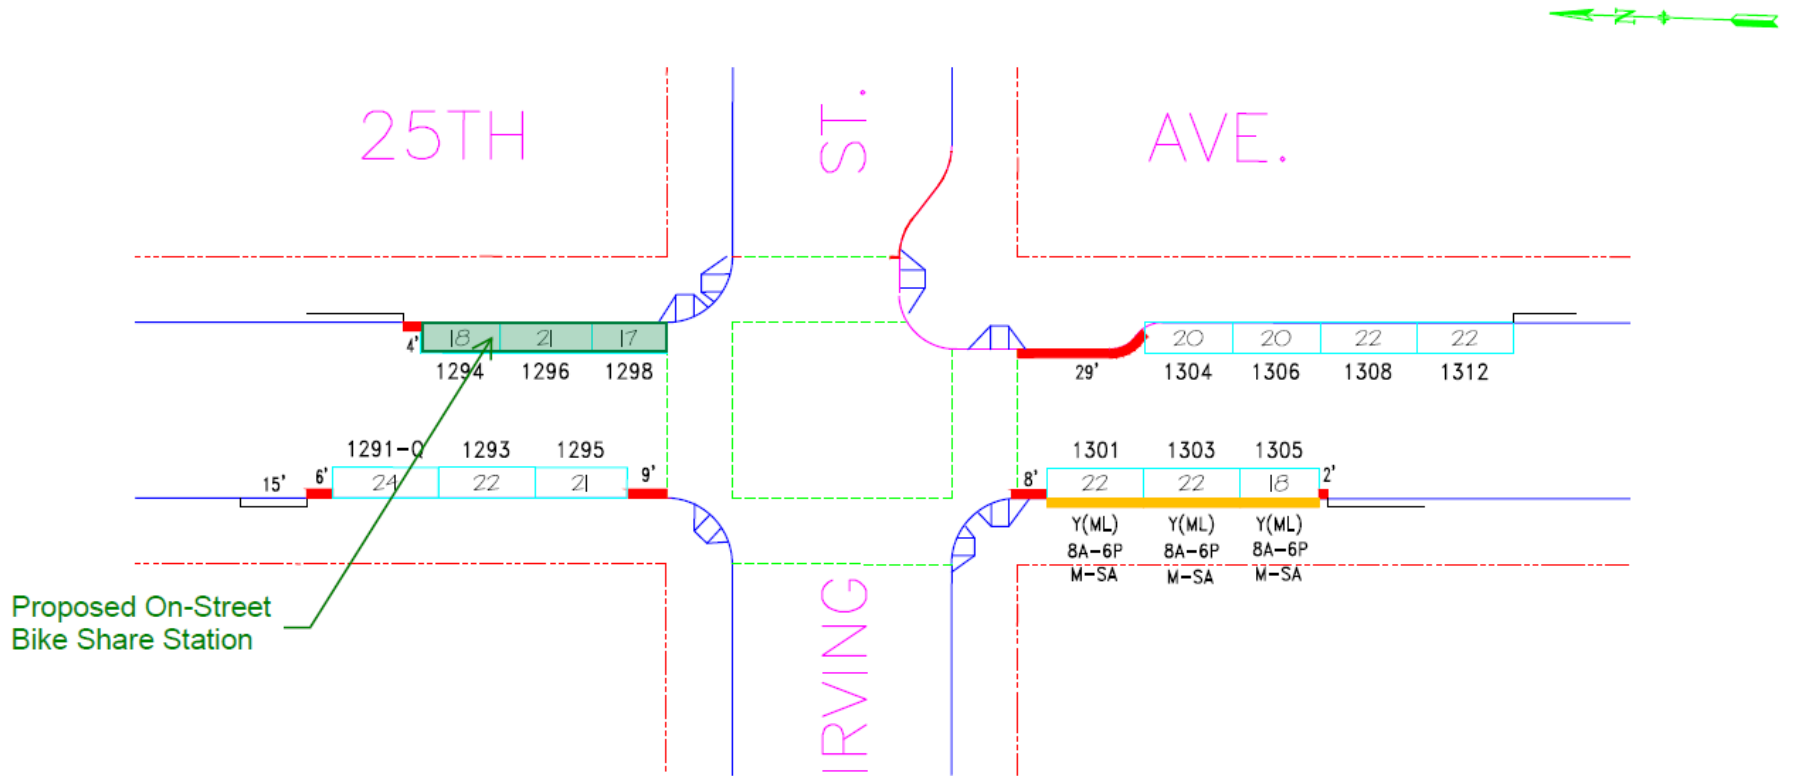 N
25TH
ST.
AVE.
4'
18
21
17
1294
1296
1298
29'
20
20
22
22
1304
1306
1308
1312
1291-Q
1293
1295
15'
6'
24
22
21
9'
1301
1303
1305
8'
22
22
18
2'
Y(ML)
Y(ML)
Y(ML)
8A-6P
8A-6P
8A-6P
M-SA
M-SA
M-SA
IRVING
Proposed On-Street
Bike Share Station